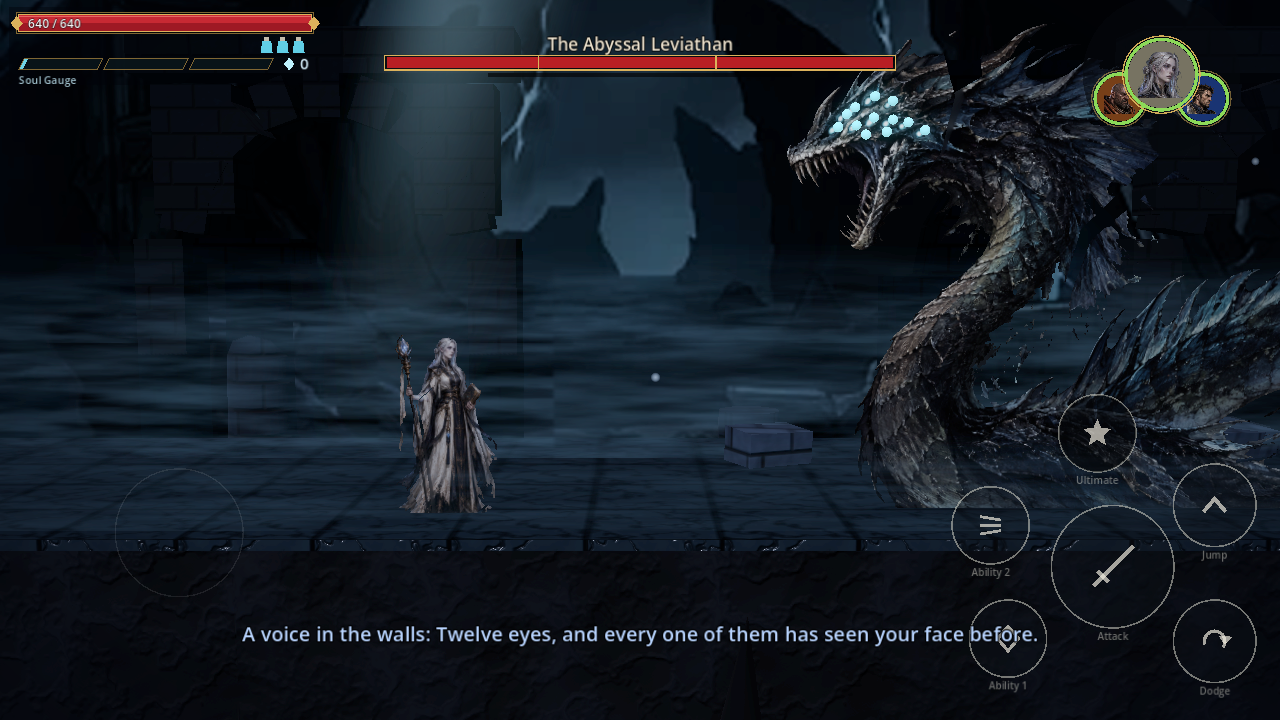 640 / 640
The Abyssal Leviathan
0
Soul Gauge
Ultimate
Ability 2
Jump
Attack
A voice in the walls: Twelve eyes, and every one of them has seen your face before.
Ability 1
Dodge